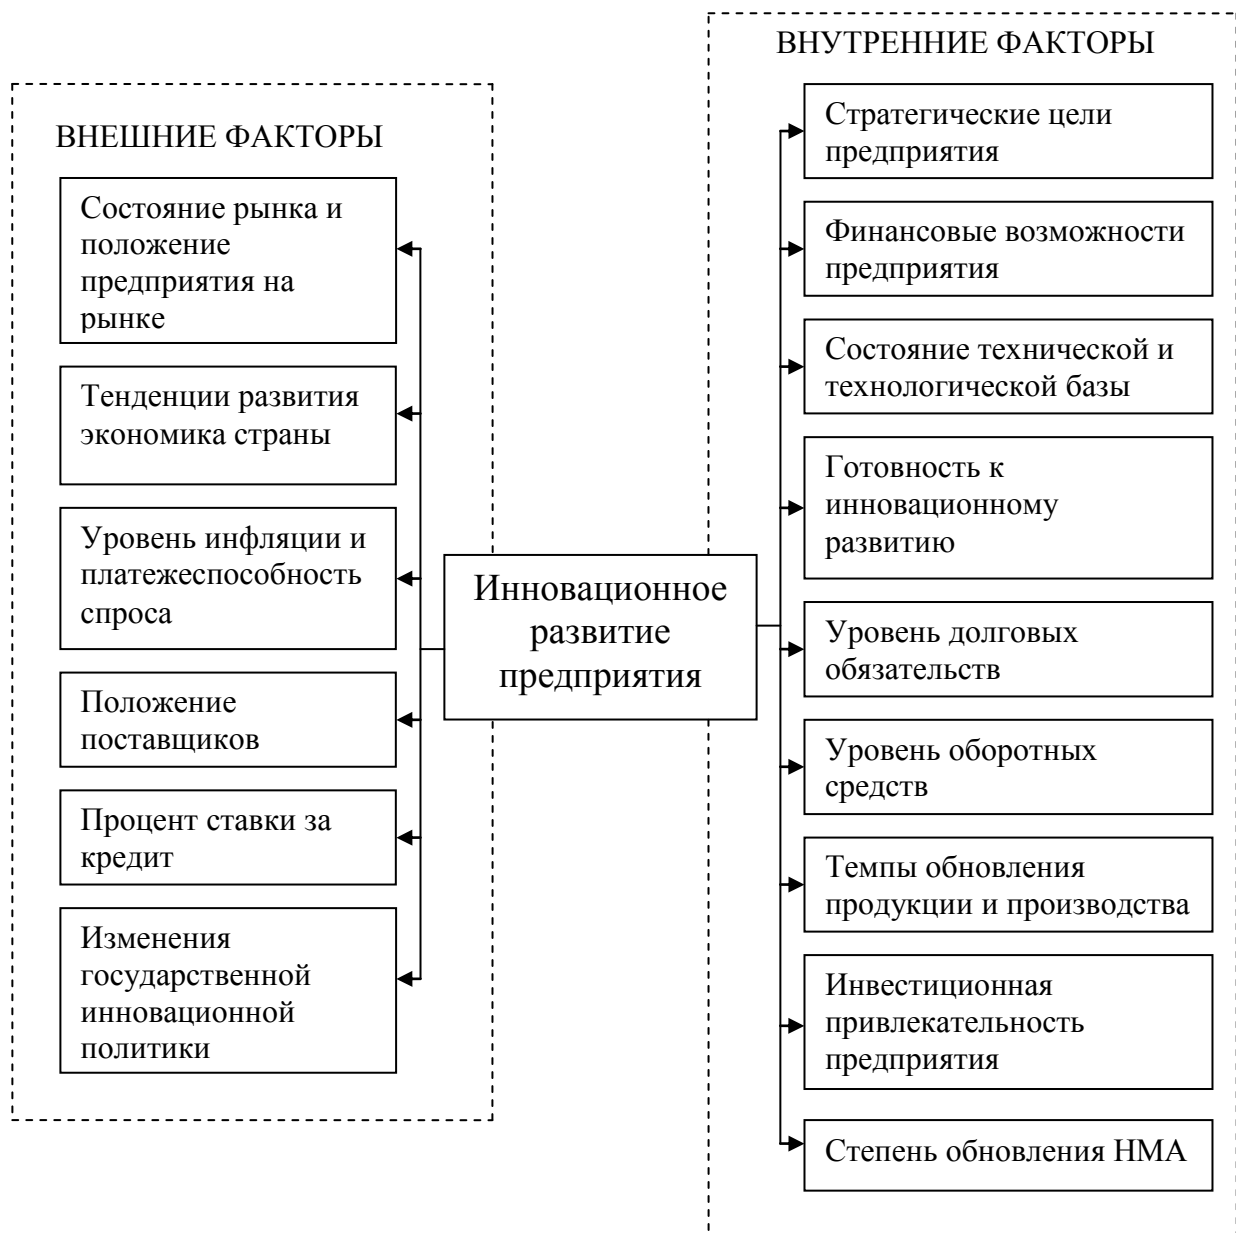 ВНЕШНИЕ ФАКТОРЫ
Состояние рынка и
положение
предприятия на
рынке
Тенденции развития
экономика страны
Уровень инфляции и
платежеспособность
спроса
Положение
поставщиков
Процент ставки за
кредит
Изменения
государственной
инновационной
политики
Инновационное
развитие
предприятия
ВНУТРЕННИЕ ФАКТОРЫ
Стратегические цели
предприятия
Финансовые возможности
предприятия
Состояние технической и
технологической базы
Готовность к
инновационному
развитию
Уровень долговых
обязательств
Уровень оборотных
средств
Темпы обновления
продукции и производства
Инвестиционная
привлекательность
предприятия
Степень обновления НМА